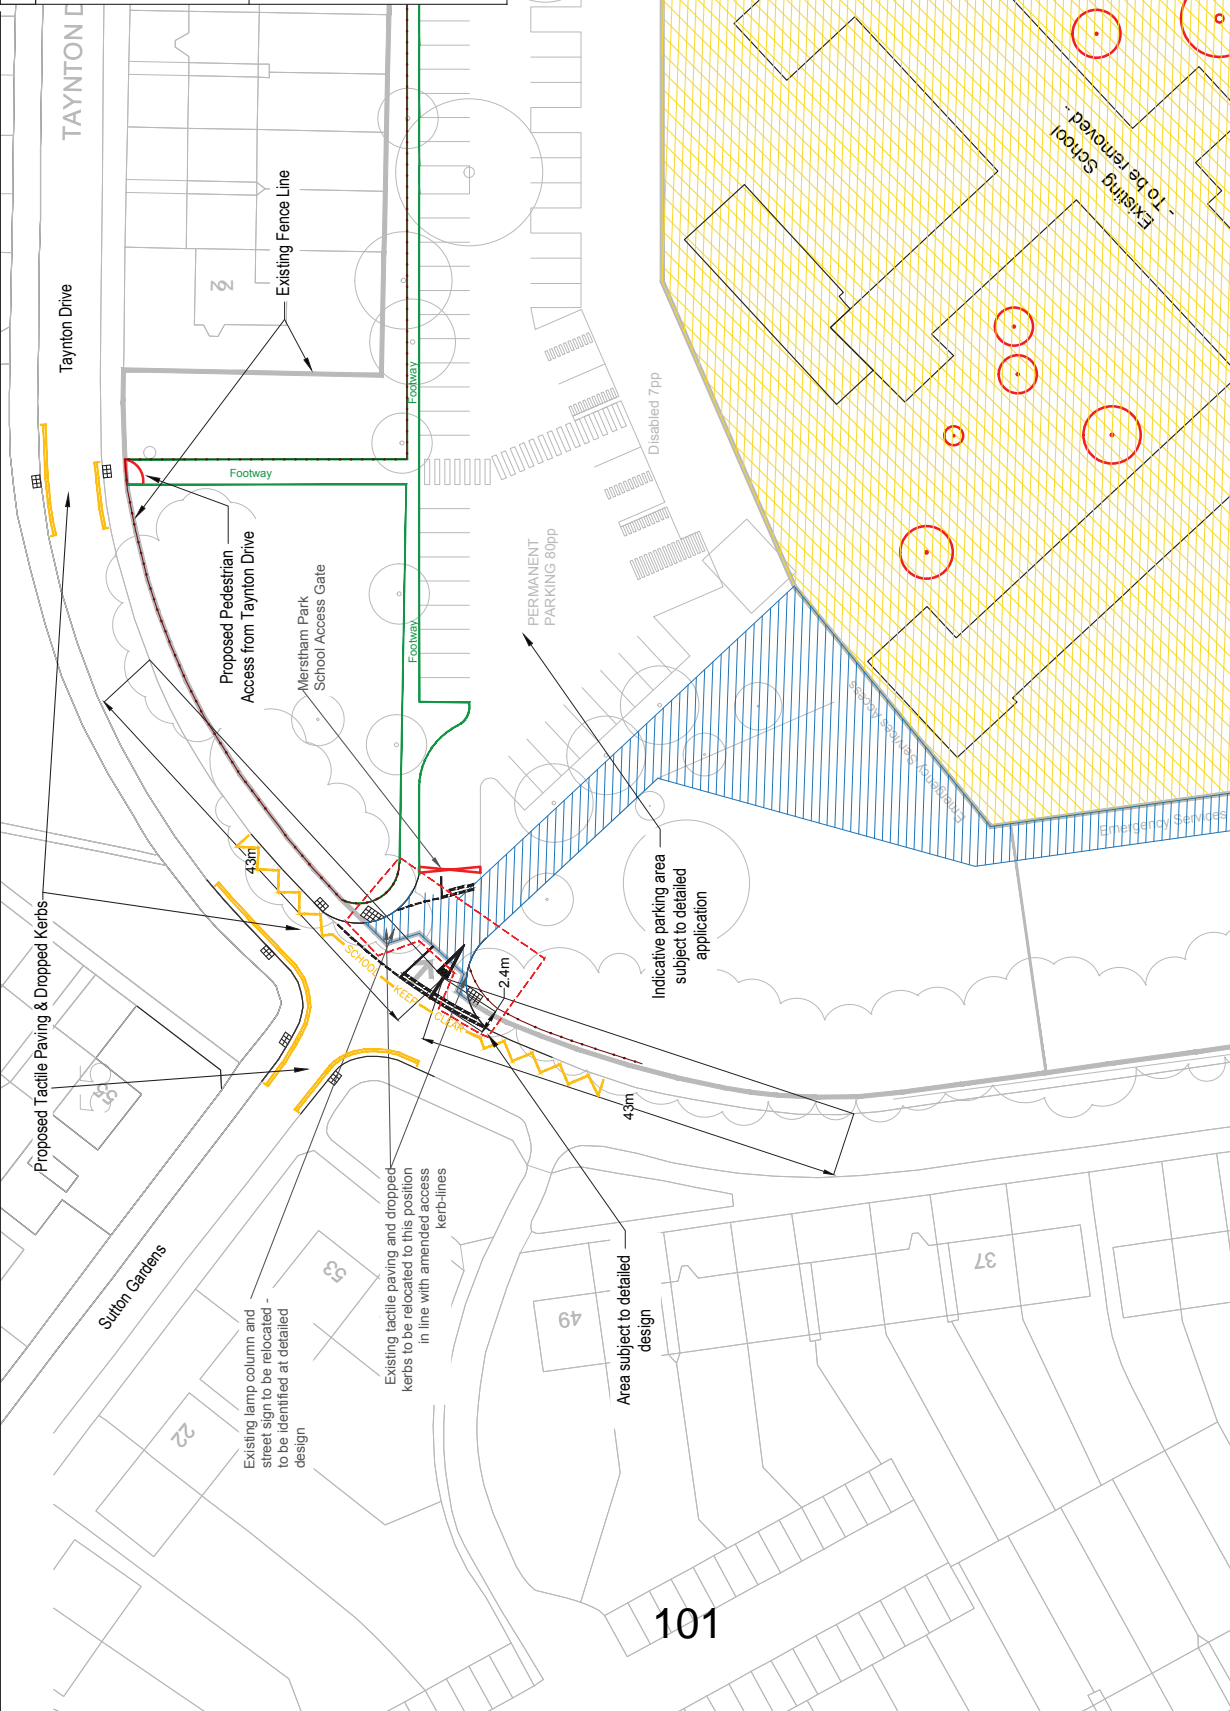 TAYNTON D
Taynton Drive
Existing Fence Line
79
Footway
Footway
Footway
Proposed Pedestrian
Access from Taynton Drive
Merstham Park
School Access Gate
Disabled 7pp
PERMANENT
PARKING 80pp
Existing School
- To be removed -
Emergency Services Access
Emergency Services
Indicative parking area
subject to detailed
application
43m
SCHOOL
KEEP
CLEAR
2.4m
43m
Proposed Tactile Paving & Dropped Kerbs
55
Sutton Gardens
Existing lamp column and
street sign to be relocated -
to be identified at detailed
design
Existing tactile paving and dropped
kerbs to be relocated to this position
in line with amended access
kerb-lines
Area subject to detailed
design
53
22
49
37
101